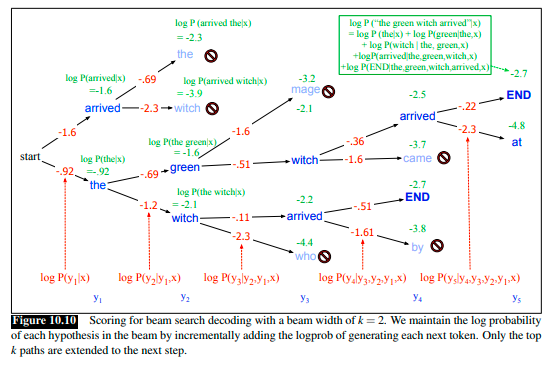 log P (arrived the|x)
= -2.3
the
log P(arrived|x)
=-1.6
-.69
log P(arrived witch|x)
= -3.9
arrived
-2.3
witch
-1.6
start
-.92
log P(the|x)
=-.92
the
-.69
log P(the green|x)
= -1.6
green
-1.2
log P(the witch|x)
= -2.1
witch
-3.2
mage
-2.1
-1.6
-.51
witch
-.11
-2.2
arrived
-2.3
-4.4
who
log P (“the green witch arrived”|x)
= log P (the|x) + log P(green|the,x)
+ log P(witch | the, green,x)
+logP(arrived|the,green,witch,x)
+log P(END|the,green,witch,arrived,x)
-2.5
arrived
-.36
-1.6
-3.7
came
-2.7
END
-.51
-1.61
-3.8
by
-2.7
END
-.22
-2.3
-4.8
at
log P(y₁|x)
log P(y₂|y₁,x)
log P(y₃|y₂,y₁,x)
log P(y₄|y₃,y₂,y₁,x)
log P(y₅|y₄,y₃,y₂,y₁,x)
y₁
y₂
y₃
y₄
y₅
Figure 10.10 Scoring for beam search decoding with a beam width of k = 2. We maintain the log probability
of each hypothesis in the beam by incrementally adding the logprob of generating each next token. Only the top
k paths are extended to the next step.